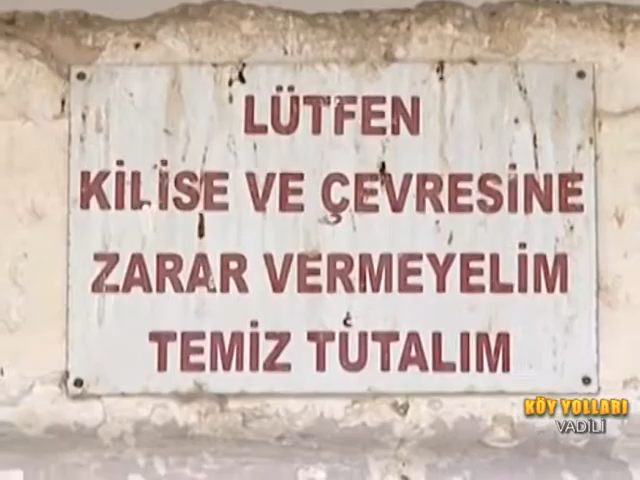 LÜTFEN
KİLİSE VE ÇEVRESİNE
ZARAR VERMEYELİM
TEMİZ TUTALIM
KÖY YOLLARI
VADİLİ